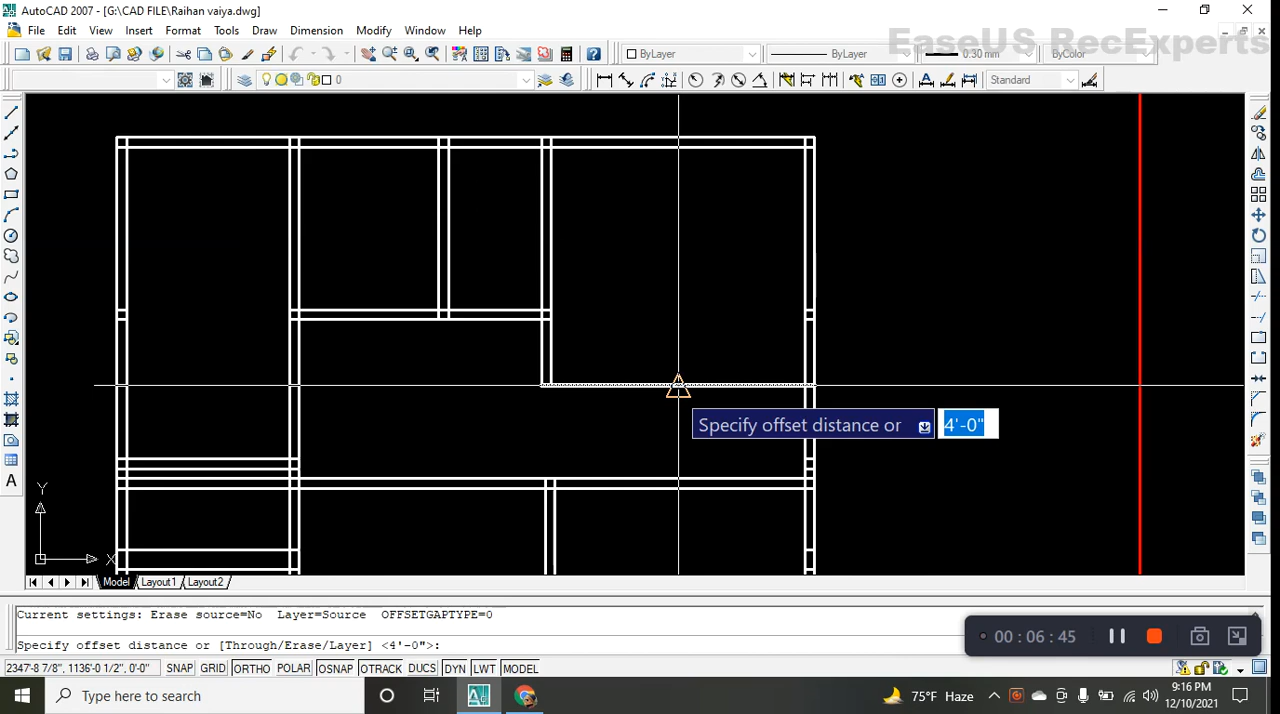 AutoCAD 2007 - [G:\CAD FILE\Raihan vaiya.dwg]
File Edit View Insert Format Tools Draw Dimension Modify Window Help
EaseUS RecExperts
ByLayer ByLayer 0.30 mm ByColor
0 Standard
Specify offset distance or 4'-0"
Y
X
Model Layout1 Layout2
Current settings: Erase source=No Layer=Source OFFSETGAPTYPE=0
Specify offset distance or [Through/Erase/Layer] <4'-0">:
00:06:45
2347-8 7/8", 1136'-0 1/2", 0'-0" SNAP GRID ORTHO POLAR OSNAP OTRACK DUCS DYN LWT MODEL
Type here to search
75°F Haze
9:16 PM
12/10/2021